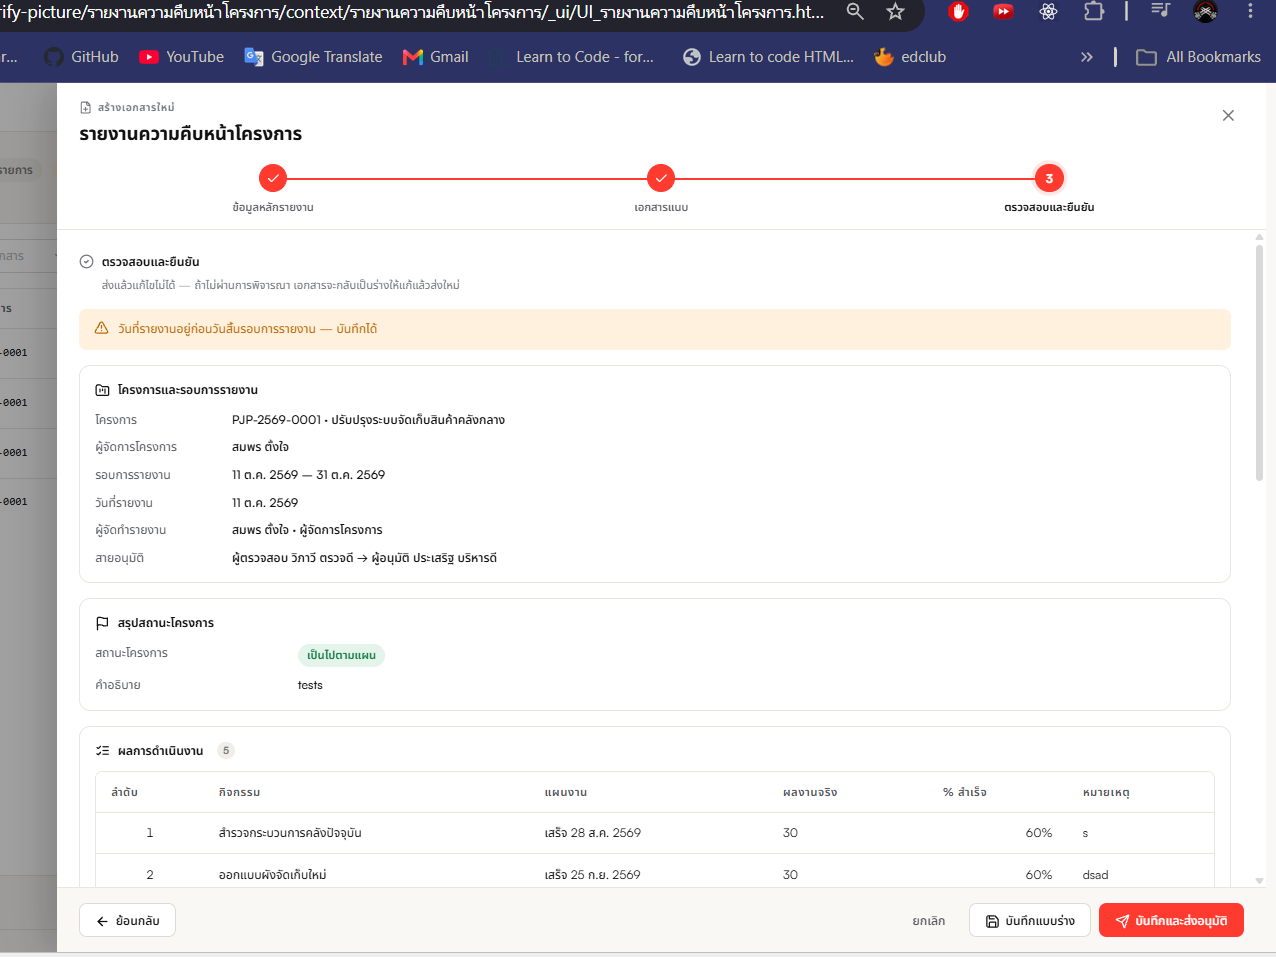 ify-picture/รายงานความคืบหน้าโครงการ/context/รายงานความคืบหน้าโครงการ/_ui/UI_รายงานความคืบหน้าโครงการ.ht...
r... GitHub YouTube Google Translate Gmail Learn to Code - for... Learn to code HTML... edclub » All Bookmarks
สร้างเอกสารใหม่
รายงานความคืบหน้าโครงการ
รายการ
3
ข้อมูลหลักรายงาน เอกสารแนบ ตรวจสอบและยืนยัน
กสาร
าร
-0001
-0001
-0001
-0001
ตรวจสอบและยืนยัน
ส่งแล้วแก้ไขไม่ได้ — ถ้าไม่ผ่านการพิจารณา เอกสารจะกลับเป็นร่างให้แก้แล้วส่งใหม่
วันที่รายงานอยู่ก่อนวันสิ้นรอบการรายงาน — บันทึกได้
โครงการและรอบการรายงาน
โครงการ PJP-2569-0001 • ปรับปรุงระบบจัดเก็บสินค้าคลังกลาง
ผู้จัดการโครงการ สมพร ตั้งใจ
รอบการรายงาน 11 ต.ค. 2569 — 31 ต.ค. 2569
วันที่รายงาน 11 ต.ค. 2569
ผู้จัดทำรายงาน สมพร ตั้งใจ • ผู้จัดการโครงการ
สายอนุมัติ ผู้ตรวจสอบ วิภาวี ตรวจดี → ผู้อนุมัติ ประเสริฐ บริหารดี
สรุปสถานะโครงการ
สถานะโครงการ เป็นไปตามแผน
คำอธิบาย tests
ผลการดำเนินงาน 5
ลำดับ กิจกรรม แผนงาน ผลงานจริง % สำเร็จ หมายเหตุ
1 สำรวจกระบวนการคลังปัจจุบัน เสร็จ 28 ส.ค. 2569 30 60% s
2 ออกแบบผังจัดเก็บใหม่ เสร็จ 25 ก.ย. 2569 30 60% dsad
ย้อนกลับ ยกเลิก บันทึกแบบร่าง บันทึกและส่งอนุมัติ